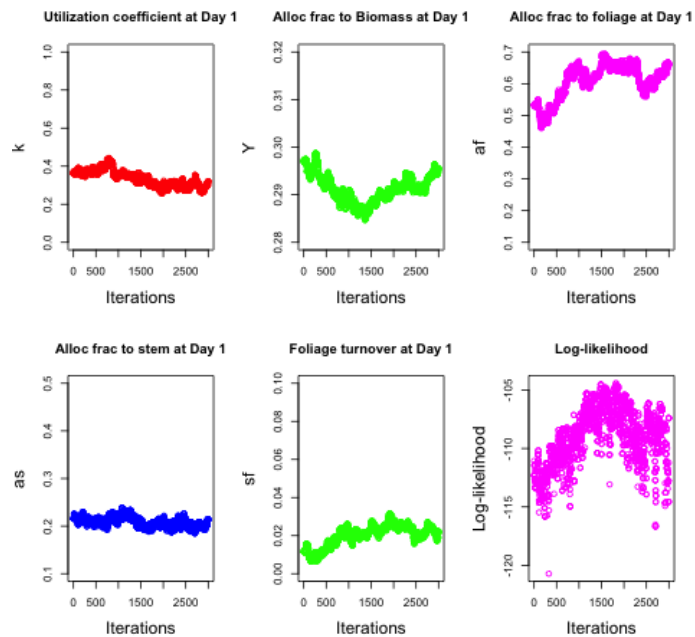 Utilization coefficient at Day 1
k
0.0 0.2 0.4 0.6 0.8 1.0
0 500 1500 2500
Iterations
Alloc frac to Biomass at Day 1
Y
0.28 0.29 0.30 0.31 0.32
0 500 1500 2500
Iterations
Alloc frac to foliage at Day 1
af
0.1 0.2 0.3 0.4 0.5 0.6 0.7
0 500 1500 2500
Iterations
Alloc frac to stem at Day 1
as
0.1 0.2 0.3 0.4 0.5
0 500 1500 2500
Iterations
Foliage turnover at Day 1
sf
0.00 0.02 0.04 0.06 0.08 0.10
0 500 1500 2500
Iterations
Log-likelihood
Log-likelihood
-120 -115 -110 -105
0 500 1500 2500
Iterations